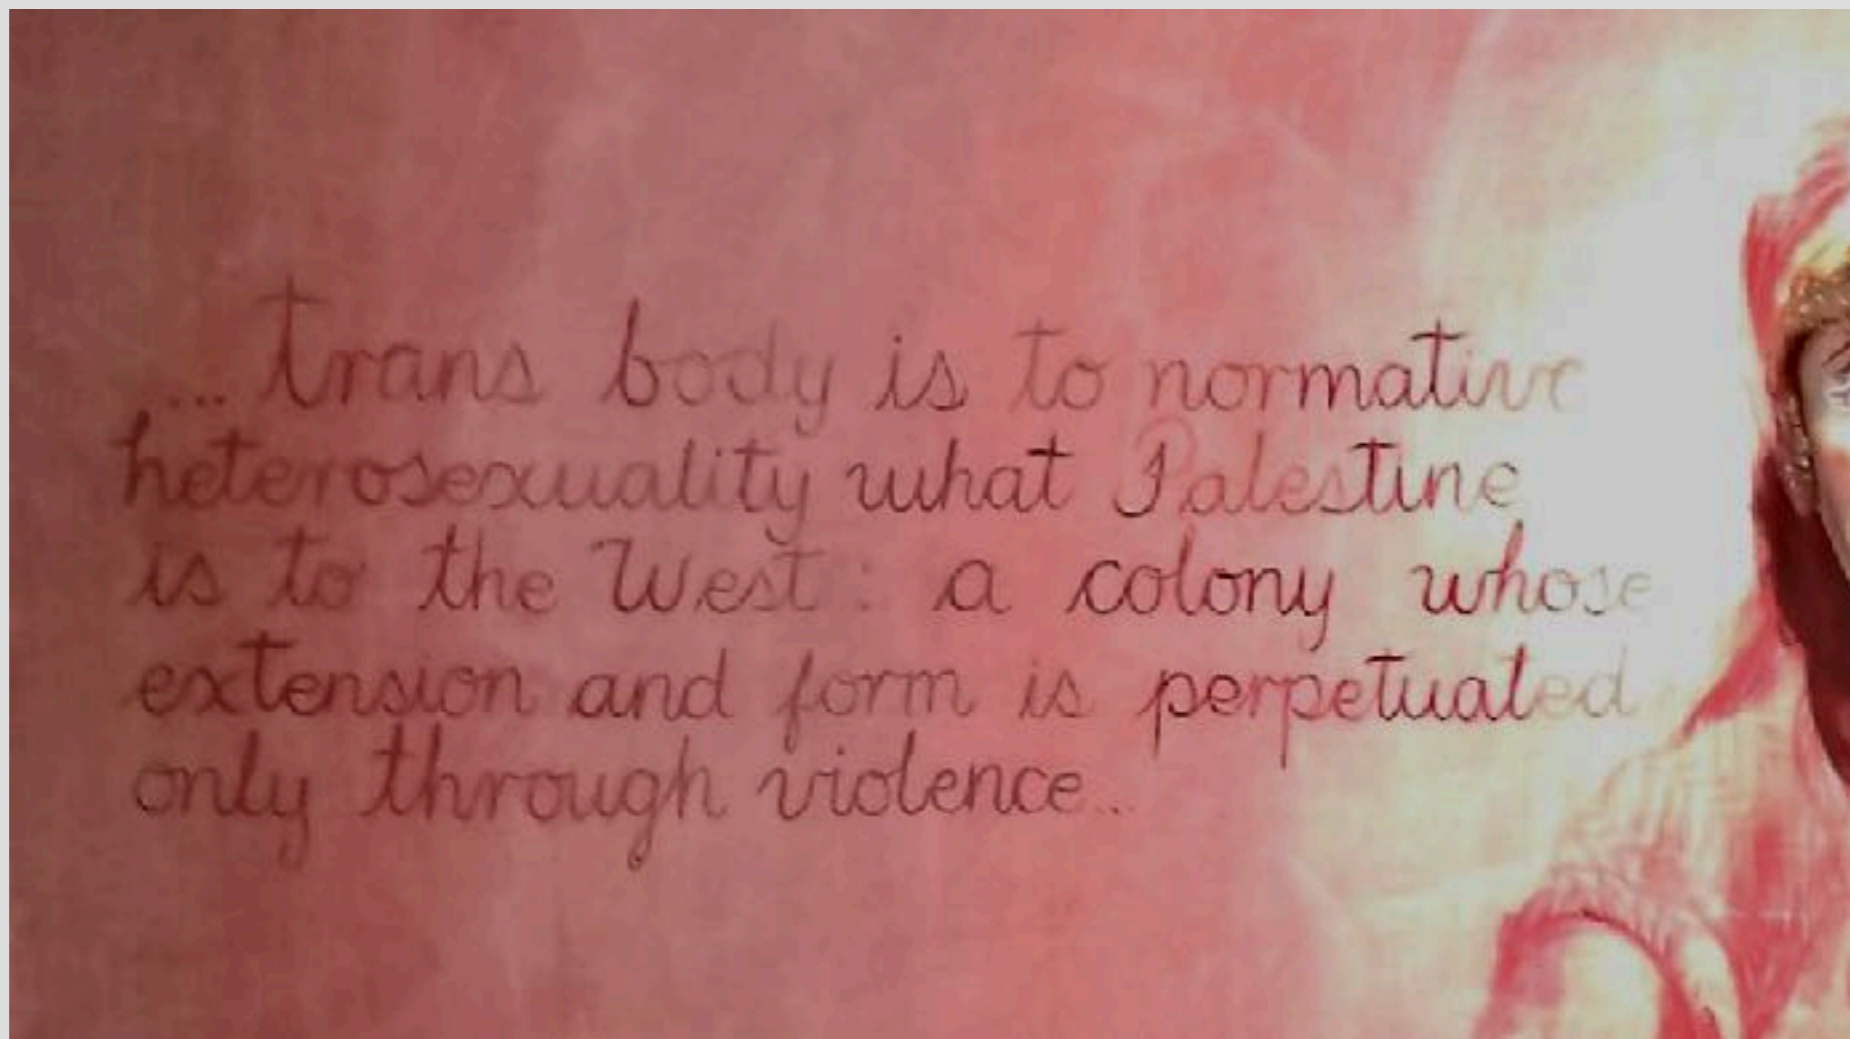 ... trans body is to normative
heterosexuality what Palestine
is to the West: a colony whose
extension and form is perpetuated
only through violence...